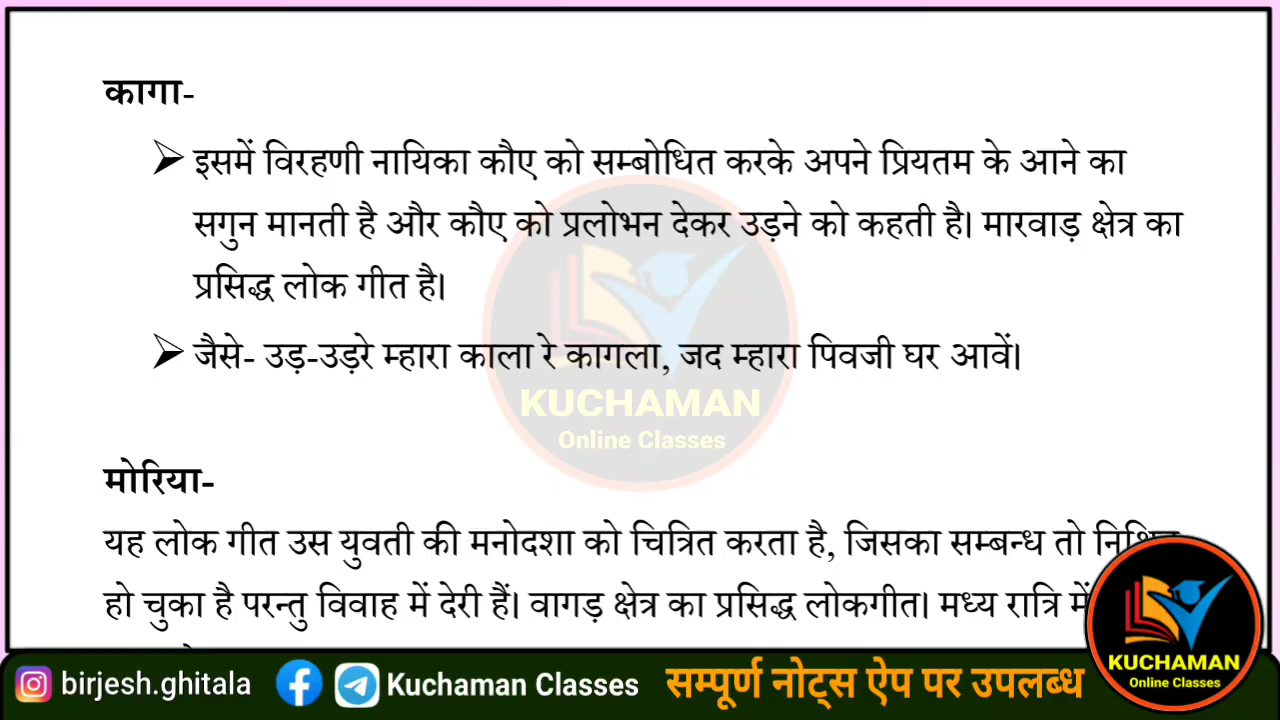 कागा-
इसमें विरहणी नायिका कौए को सम्बोधित करके अपने प्रियतम के आने का
सगुन मानती है और कौए को प्रलोभन देकर उड़ने को कहती है। मारवाड़ क्षेत्र का
प्रसिद्ध लोक गीत है।
जैसे- उड़-उड़रे म्हारा काला रे कागला, जद म्हारा पिवजी घर आवें।
KUCHAMAN
Online Classes
मोरिया-
यह लोक गीत उस युवती की मनोदशा को चित्रित करता है, जिसका सम्बन्ध तो
हो चुका है परन्तु विवाह में देरी हैं। वागड़ क्षेत्र का प्रसिद्ध लोकगीत। मध्य रात्रि में
KUCHAMAN
Online Classes
birjesh.ghitala
Kuchaman Classes
सम्पूर्ण नोट्स ऐप पर उपलब्ध